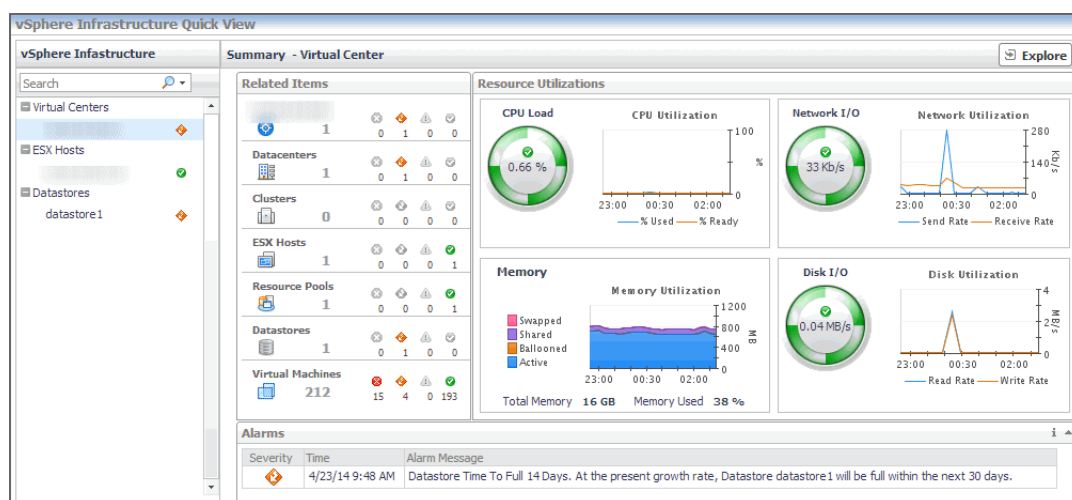 vSphere Infrastructure Quick View
vSphere Infastructure
Summary - Virtual Center
Explore
Search
Virtual Centers
ESX Hosts
Datastores
datastore1
Related Items
1
0 1 0 0
Datacenters
1
0 1 0 0
Clusters
0
0 0 0 0
ESX Hosts
1
0 0 0 1
Resource Pools
1
0 0 0 1
Datastores
1
0 1 0 0
Virtual Machines
212
15 4 0 193
Resource Utilizations
CPU Load
0.66 %
CPU Utilization
100
%
0
23:00 00:30 02:00
% Used % Ready
Network I/O
33 Kb/s
Network Utilization
280
140
0
Kb/s
23:00 00:30 02:00
Send Rate Receive Rate
Memory
Memory Utilization
Swapped
Shared
Ballooned
Active
1200
800
400
0
MB
23:00 00:30 02:00
Total Memory 16 GB Memory Used 38 %
Disk I/O
0.04 MB/s
Disk Utilization
4
2
0
MB/s
23:00 00:30 02:00
Read Rate Write Rate
Alarms
Severity Time Alarm Message
4/23/14 9:48 AM Datastore Time To Full 14 Days. At the present growth rate, Datastore datastore1 will be full within the next 30 days.